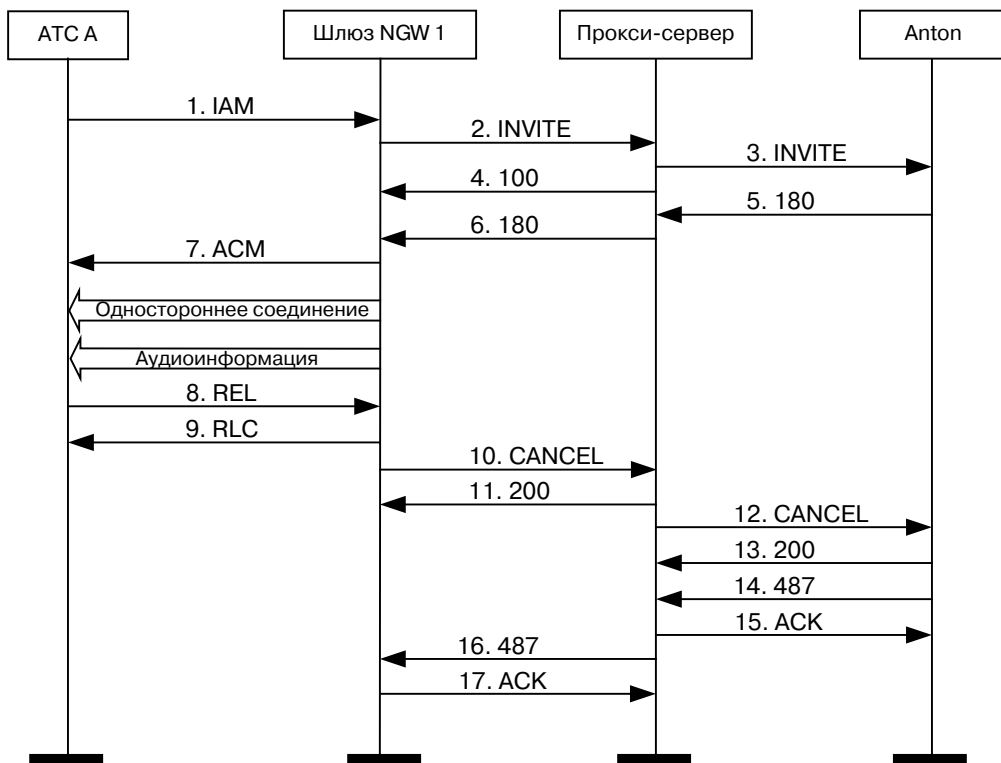 АТС А
Шлюз NGW 1
Прокси-сервер
Anton
1. IAM
2. INVITE
3. INVITE
4. 100
5. 180
6. 180
7. ACM
Одностороннее соединение
Аудиоинформация
8. REL
9. RLC
10. CANCEL
11. 200
12. CANCEL
13. 200
14. 487
15. ACK
16. 487
17. ACK